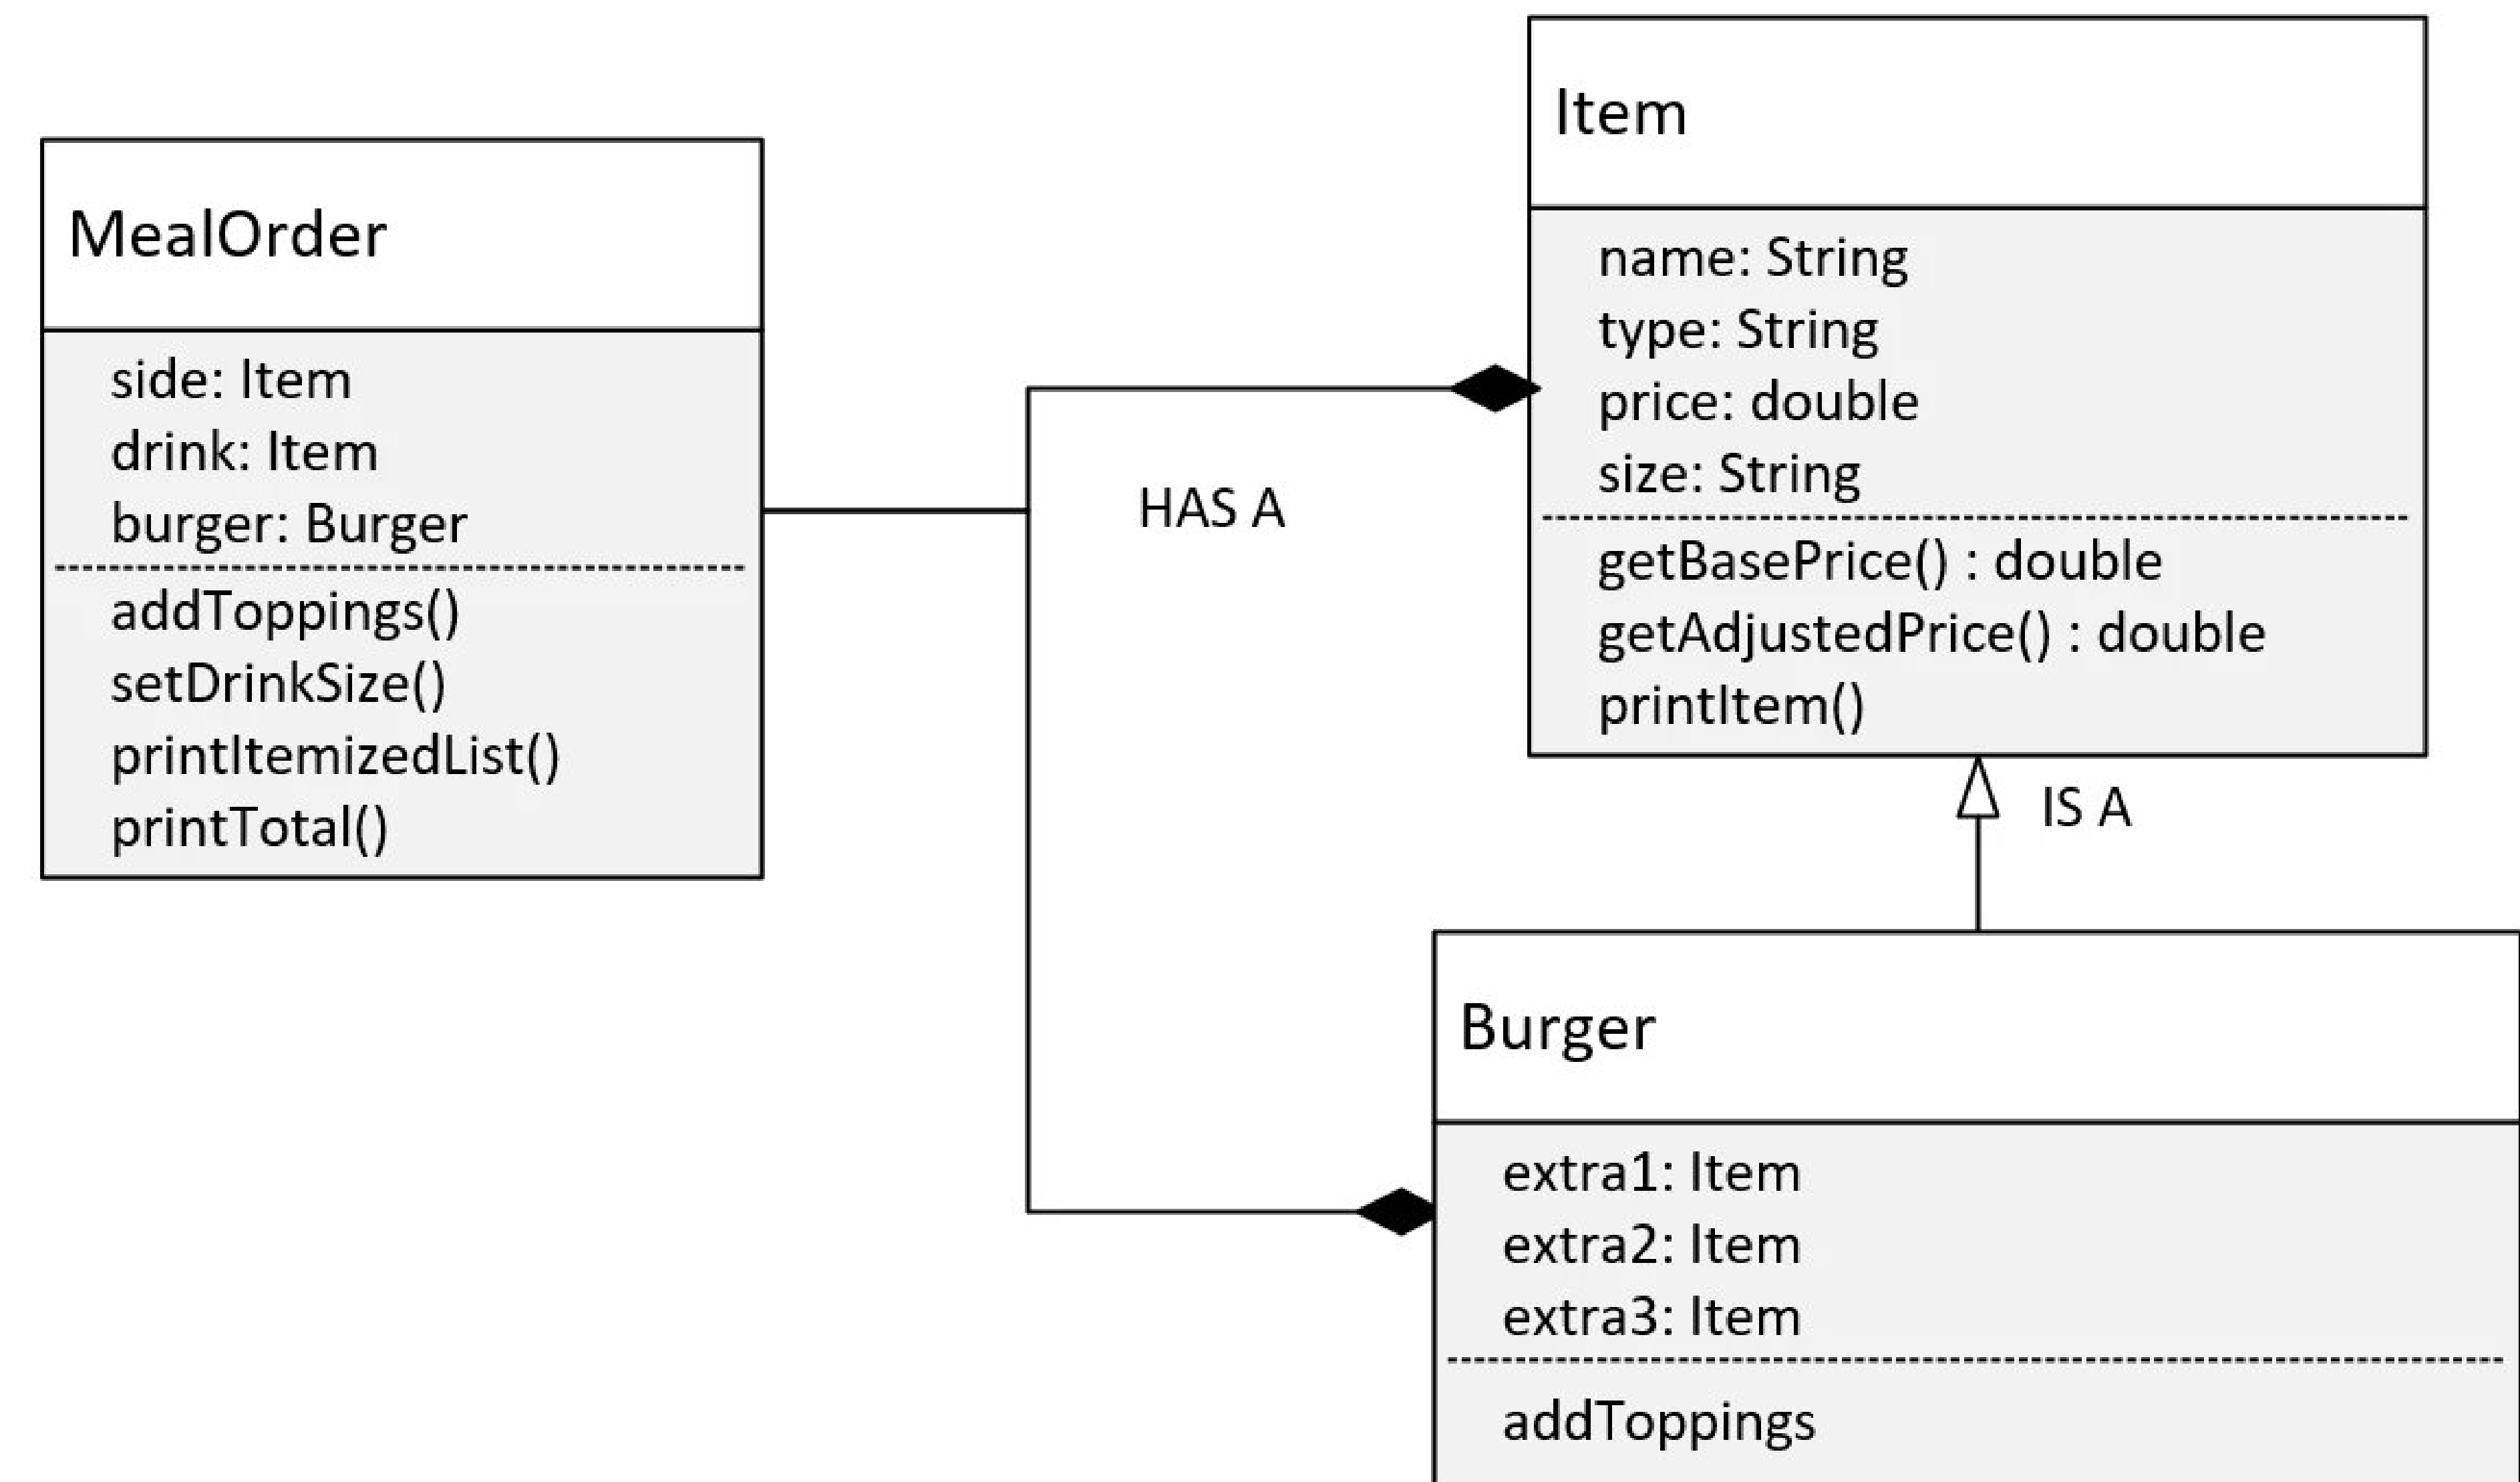 MealOrder
side: Item
drink: Item
burger: Burger
addToppings()
setDrinkSize()
printItemizedList()
printTotal()
HAS A
Item
name: String
type: String
price: double
size: String
getBasePrice() : double
getAdjustedPrice() : double
printItem()
IS A
Burger
extra1: Item
extra2: Item
extra3: Item
addToppings